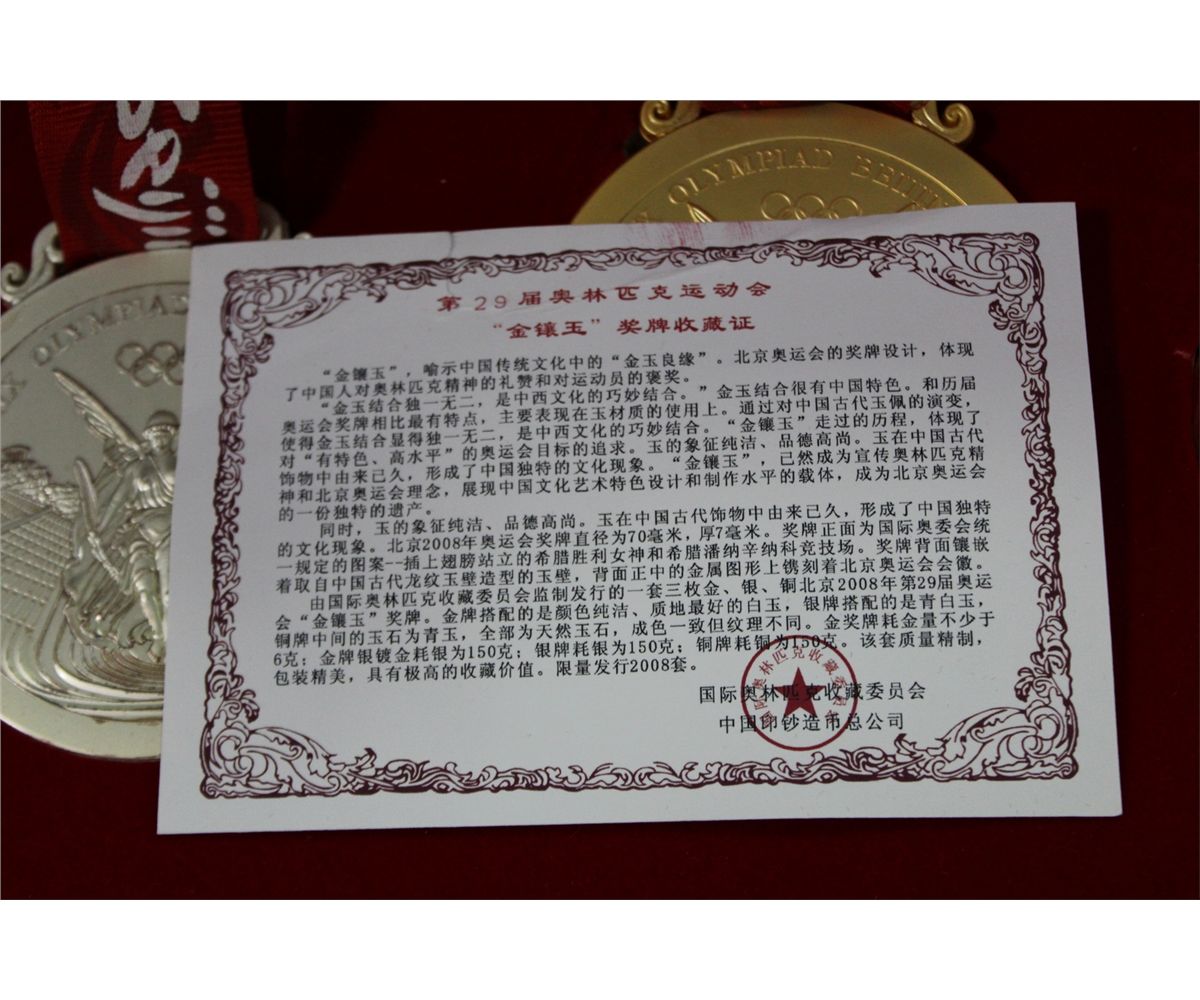 OLYMPIAD BEIJIN
X OLYMPIAD
第29届奥林匹克运动会
“金镶玉”奖牌收藏证
“金镶玉”，喻示中国传统文化中的“金玉良缘”。北京奥运会的奖牌设计，体现
了中国人对奥林匹克精神的礼赞和对运动员的褒奖。
“金玉结合独一无二，是中西文化的巧妙结合。”金玉结合很有中国特色。和历届
奥运会奖牌相比最有特点，主要表现在玉材质的使用上。通过对中国古代玉佩的演变，
使得金玉结合显得独一无二，是中西文化的巧妙结合。“金镶玉”走过的历程，体现了
对“有特色、高水平”的奥运会目标的追求。玉的象征纯洁、品德高尚。玉在中国古代
饰物中由来已久，形成了中国独特的文化现象。“金镶玉”，已然成为宣传奥林匹克精
神和北京奥运会理念，展现中国文化艺术特色设计和制作水平的载体，成为北京奥运会
的一份独特的遗产。
同时，玉的象征纯洁、品德高尚。玉在中国古代饰物中由来已久，形成了中国独特
的文化现象。北京2008年奥运会奖牌直径为70毫米，厚7毫米。奖牌正面为国际奥委会统
一规定的图案--插上翅膀站立的希腊胜利女神和希腊潘纳辛纳科竞技场。奖牌背面镶嵌
着取自中国古代龙纹玉璧造型的玉璧，背面正中的金属图形上镌刻着北京奥运会会徽。
由国际奥林匹克收藏委员会监制发行的一套三枚金、银、铜北京2008年第29届奥运
会“金镶玉”奖牌。金牌搭配的是颜色纯洁、质地最好的白玉，银牌搭配的是青白玉，
铜牌中间的玉石为青玉，全部为天然玉石，成色一致但纹理不同。金奖牌耗金量不少于
6克；金牌银镀金耗银为150克；银牌耗银为150克；铜牌耗铜为150克。该套质量精制，
包装精美，具有极高的收藏价值。限量发行2008套。
国际奥林匹克收藏委员会
中国印钞造币总公司
国际奥林匹克收藏委员会